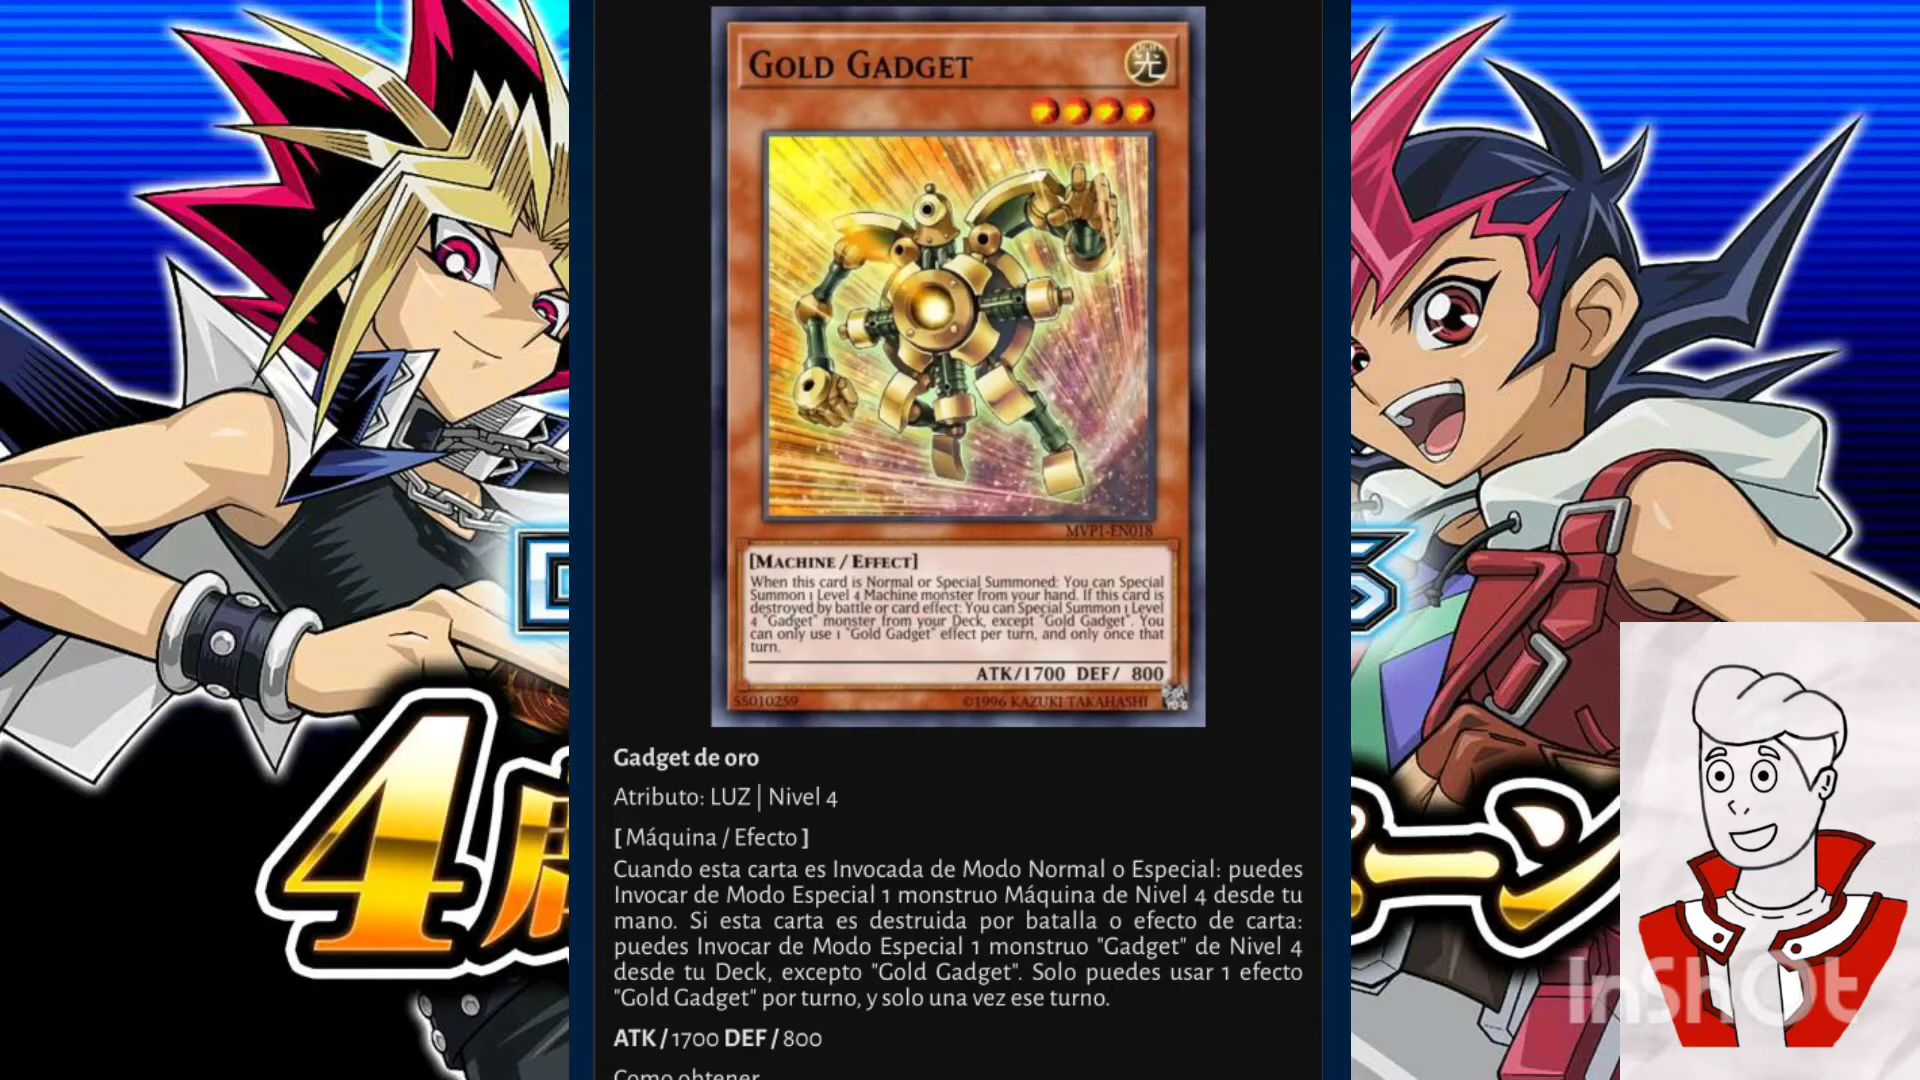 GOLD GADGET
LIGHT
光
MVP1-EN018
[MACHINE / EFFECT]
When this card is Normal or Special Summoned: You can Special
Summon 1 Level 4 Machine monster from your hand. If this card is
destroyed by battle or card effect: You can Special Summon 1 Level
4 "Gadget" monster from your Deck, except "Gold Gadget". You
can only use 1 "Gold Gadget" effect per turn, and only once that
turn.
ATK/1700 DEF/ 800
55010259
©1996 KAZUKI TAKAHASHI
4周
ーン
Gadget de oro
Atributo: LUZ | Nivel 4
[ Máquina / Efecto ]
Cuando esta carta es Invocada de Modo Normal o Especial: puedes
Invocar de Modo Especial 1 monstruo Máquina de Nivel 4 desde tu
mano. Si esta carta es destruida por batalla o efecto de carta:
puedes Invocar de Modo Especial 1 monstruo "Gadget" de Nivel 4
desde tu Deck, excepto "Gold Gadget". Solo puedes usar 1 efecto
"Gold Gadget" por turno, y solo una vez ese turno.
ATK / 1700 DEF / 800
Como obtener
InShOt